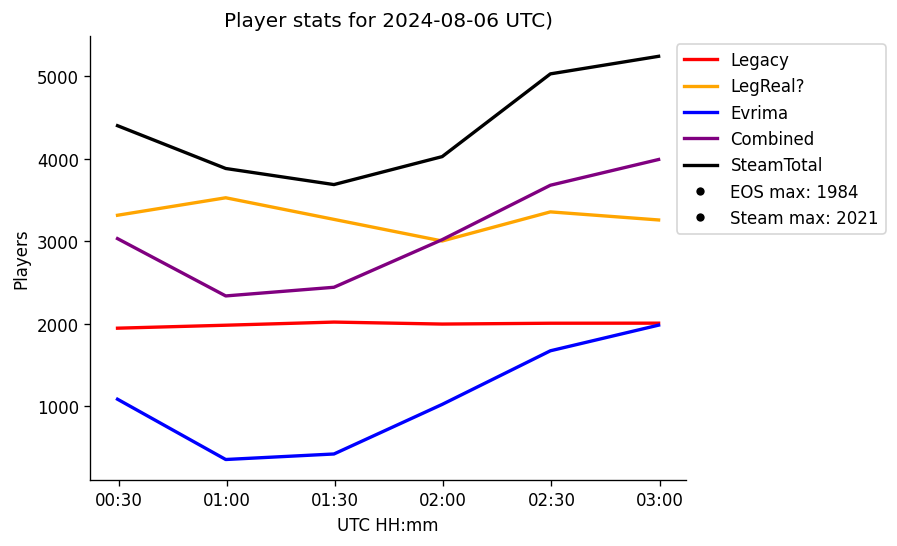 Player stats for 2024-08-06 UTC)
Legacy
LegReal?
Evrima
Combined
SteamTotal
EOS max: 1984
Steam max: 2021
Players
5000
4000
3000
2000
1000
00:30 01:00 01:30 02:00 02:30 03:00
UTC HH:mm